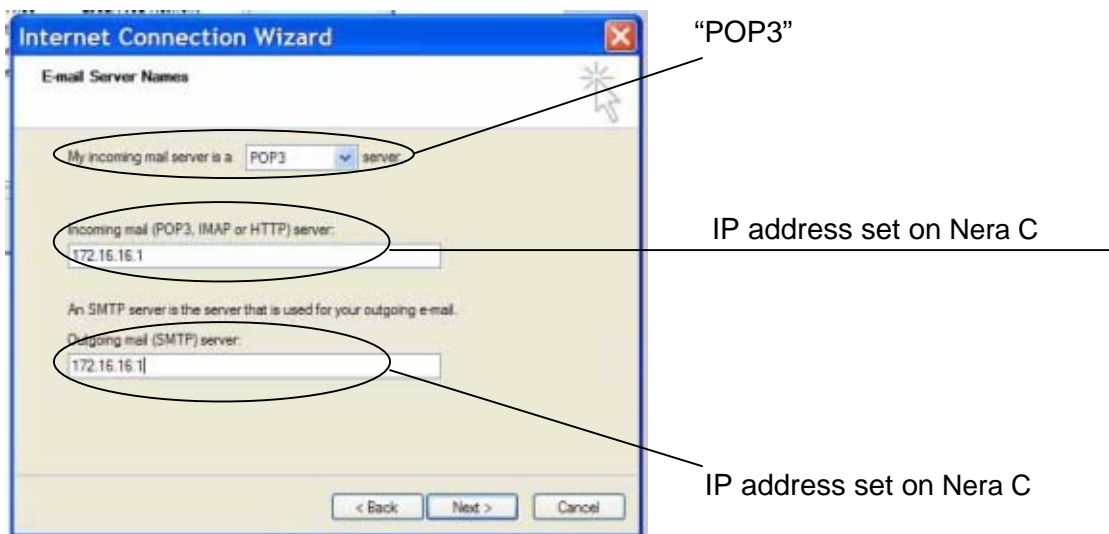 Internet Connection Wizard
"POP3"
E-mail Server Names
My incoming mail server is a POP3 server.
Incoming mail (POP3, IMAP or HTTP) server:
IP address set on Nera C
172.16.16.1
An SMTP server is the server that is used for your outgoing e-mail.
Outgoing mail (SMTP) server:
172.16.16.1
IP address set on Nera C
< Back Next > Cancel